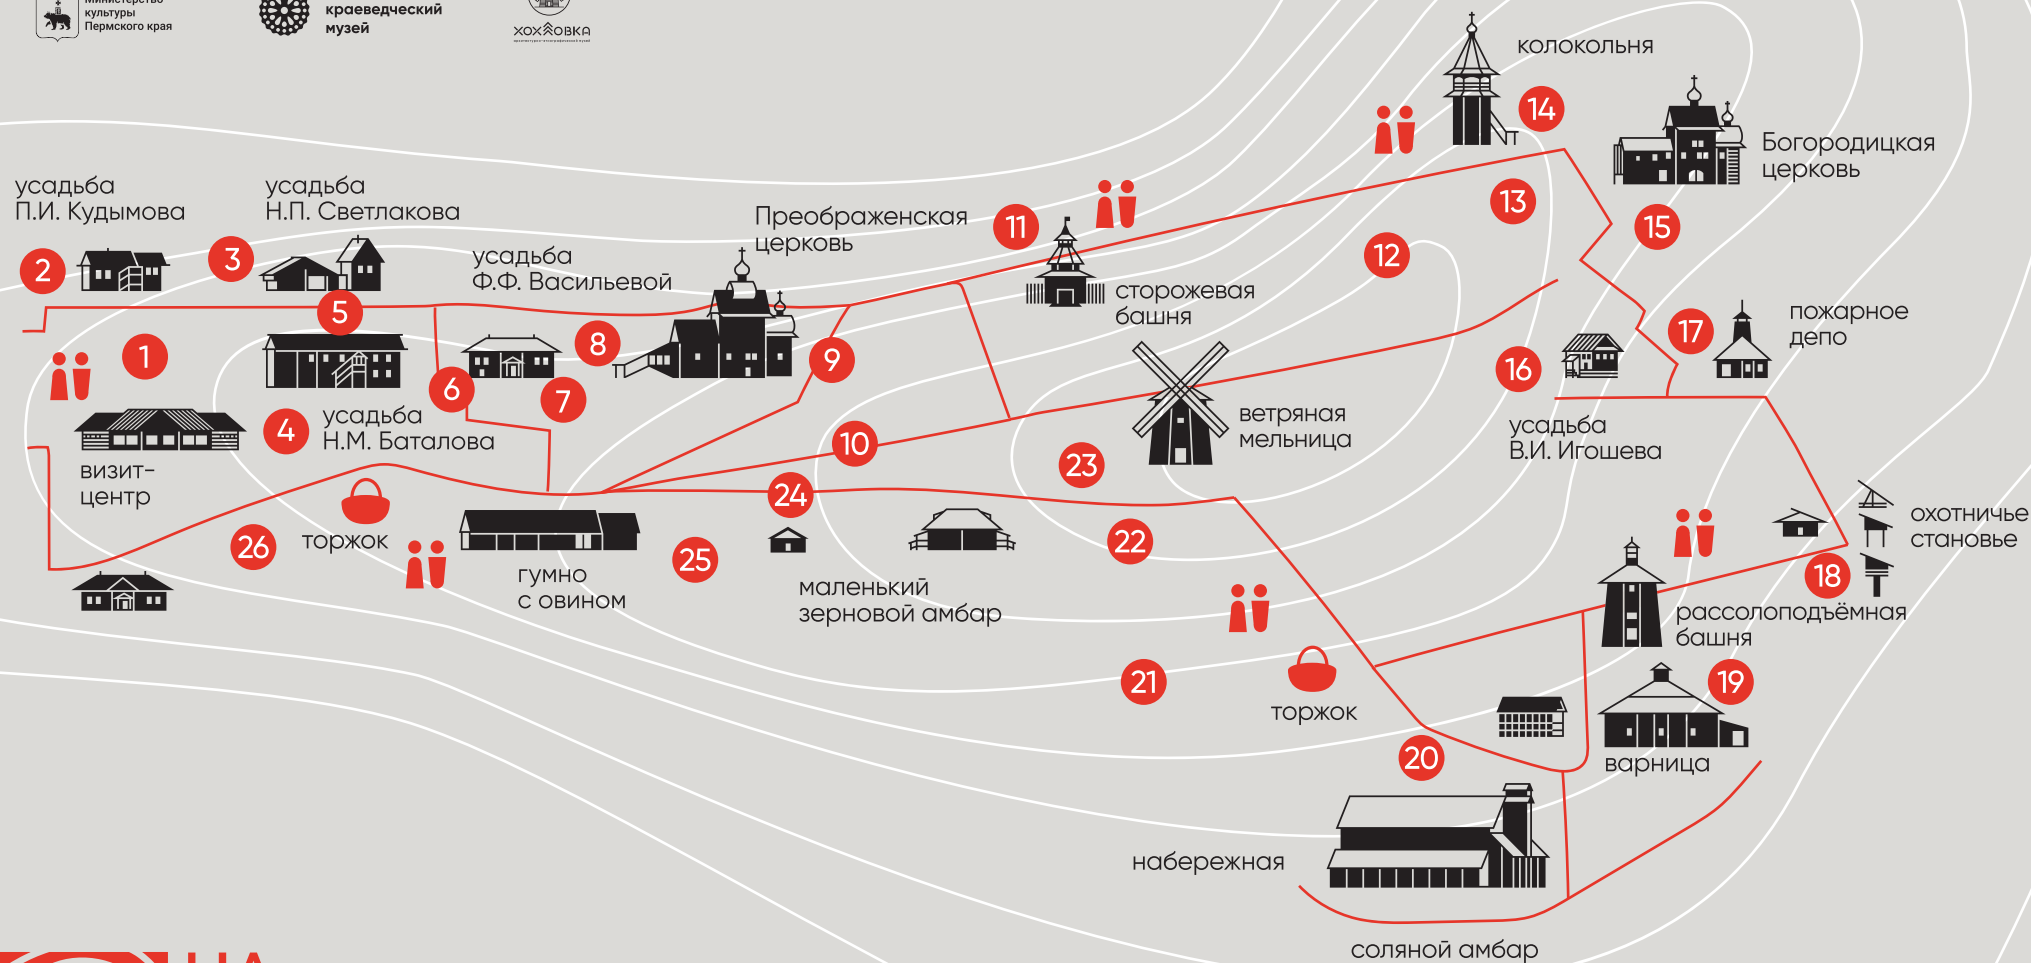 культуры
Пермского края
краеведческий
музей
ХОХЛОВКА
колокольня
14
Богородицкая
церковь
усадьба
П.И. Кудымова
усадьба
Н.П. Светлакова
2
3
5
усадьба
Ф.Ф. Васильевой
Преображенская
церковь
11
сторожевая
башня
12
13
15
1
8
9
6
7
4
усадьба
Н.М. Баталова
визит-
центр
10
ветряная
мельница
23
16
17
пожарное
депо
усадьба
В.И. Игошева
26
торжок
гумно
с овином
25
24
маленький
зерновой амбар
22
охотничье
становье
18
рассолоподъёмная
башня
21
торжок
19
варница
20
набережная
соляной амбар